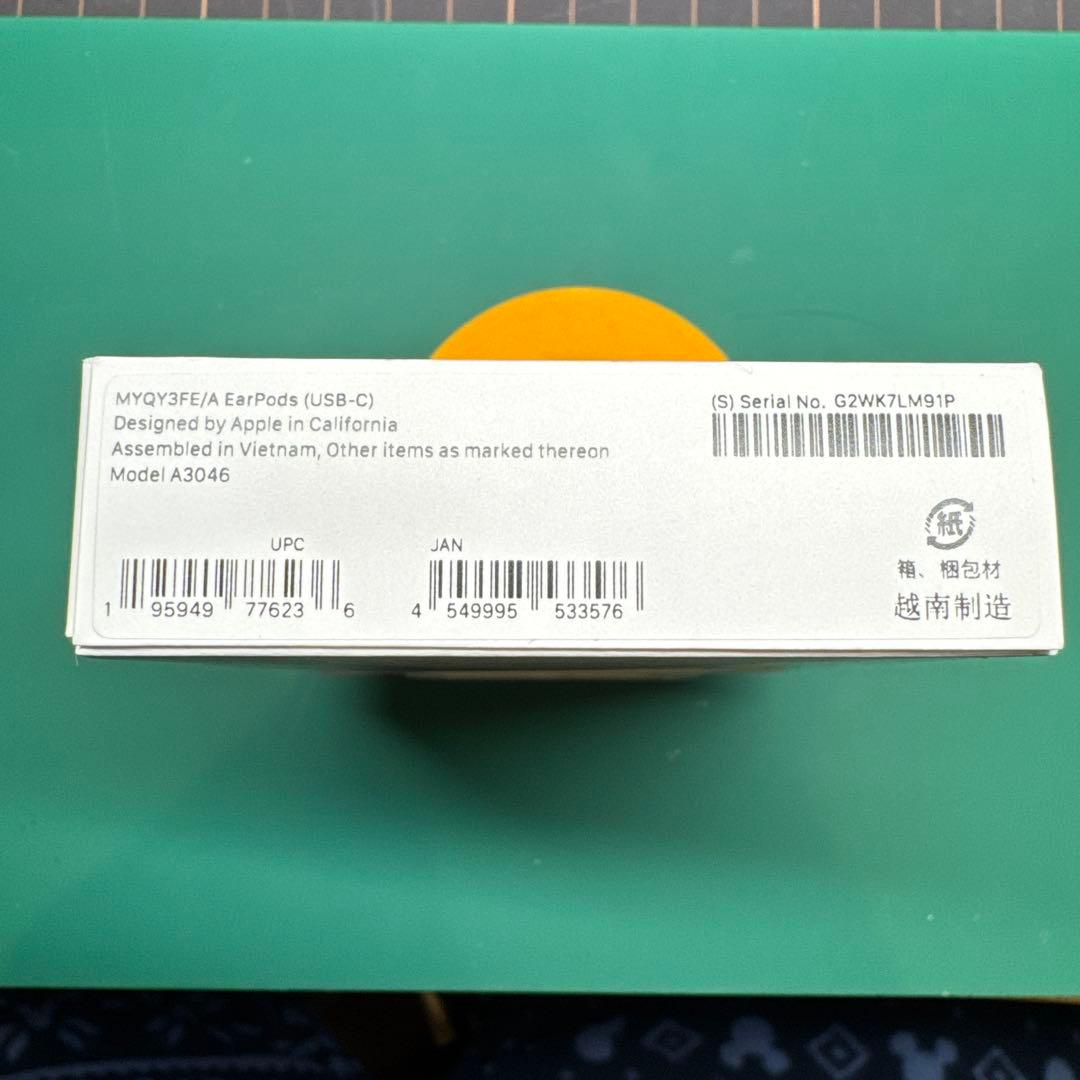 MYQY3FE/A EarPods (USB-C)
Designed by Apple in California
Assembled in Vietnam, Other items as marked thereon
Model A3046
(S) Serial No. G2WK7LM91P
UPC
1 95949 77623 6
JAN
4 549995 533576
紙
箱、梱包材
越南制造